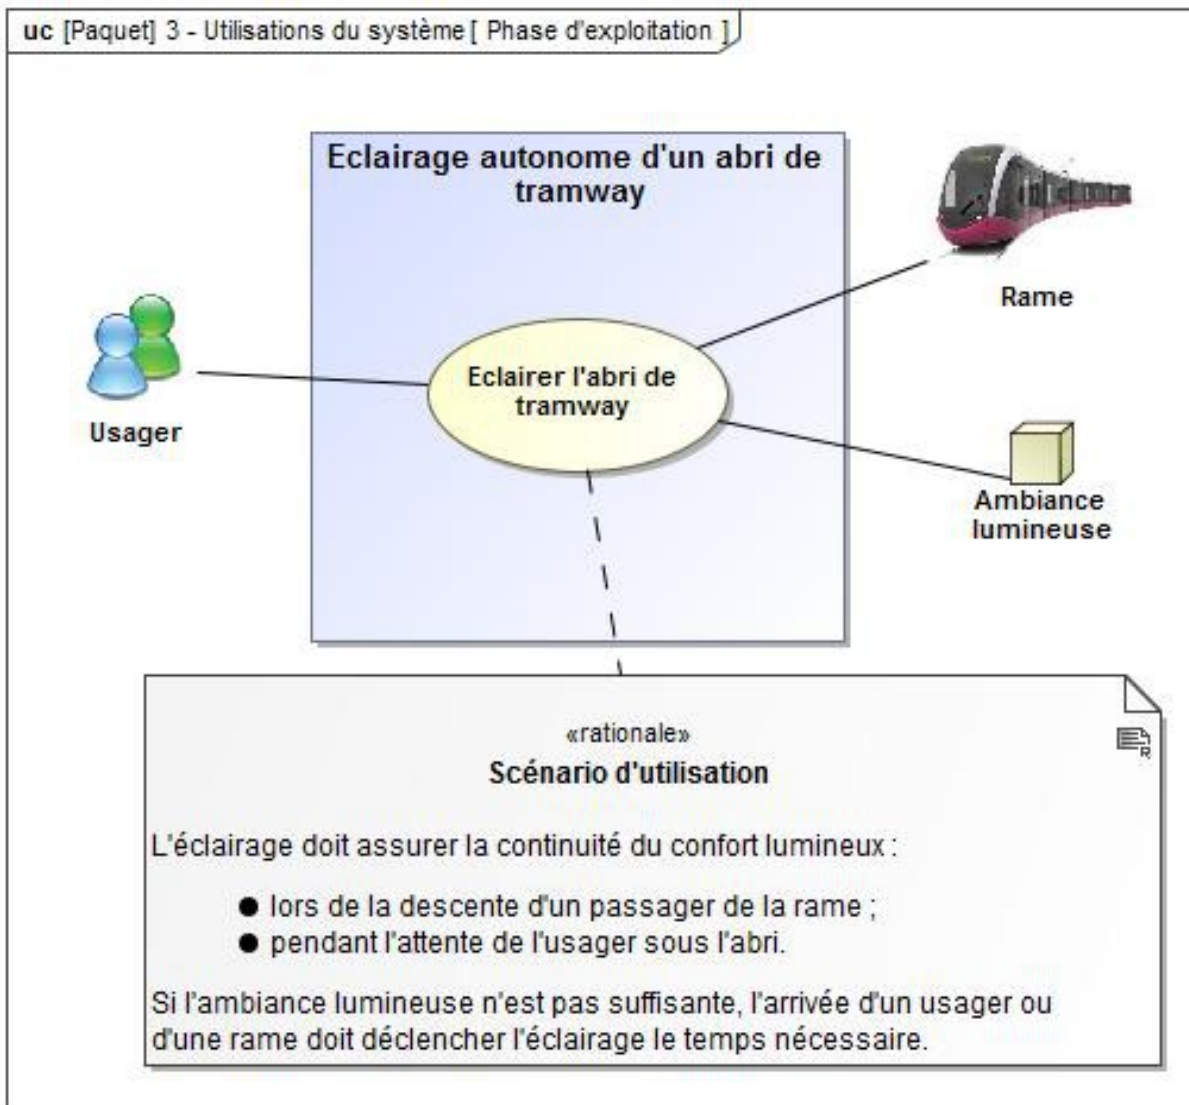 uc [Paquet] 3 - Utilisations du système [ Phase d'exploitation ]
Eclairage autonome d'un abri de
tramway
Rame
Eclairer l'abri de
tramway
Usager
Ambiance
lumineuse
«rationale»
Scénario d'utilisation
R
L'éclairage doit assurer la continuité du confort lumineux :
● lors de la descente d'un passager de la rame ;
● pendant l'attente de l'usager sous l'abri.
Si l'ambiance lumineuse n'est pas suffisante, l'arrivée d'un usager ou
d'une rame doit déclencher l'éclairage le temps nécessaire.